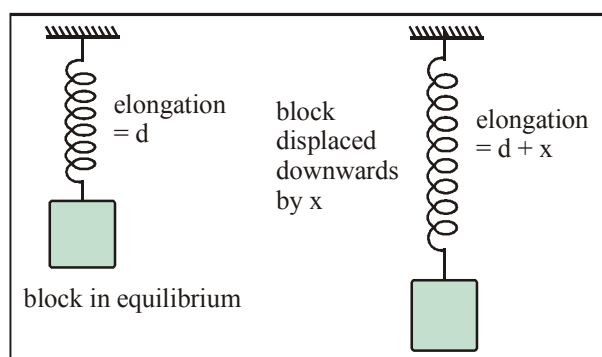 elongation
= d
block in equilibrium
block
displaced
downwards
by x
elongation
= d + x